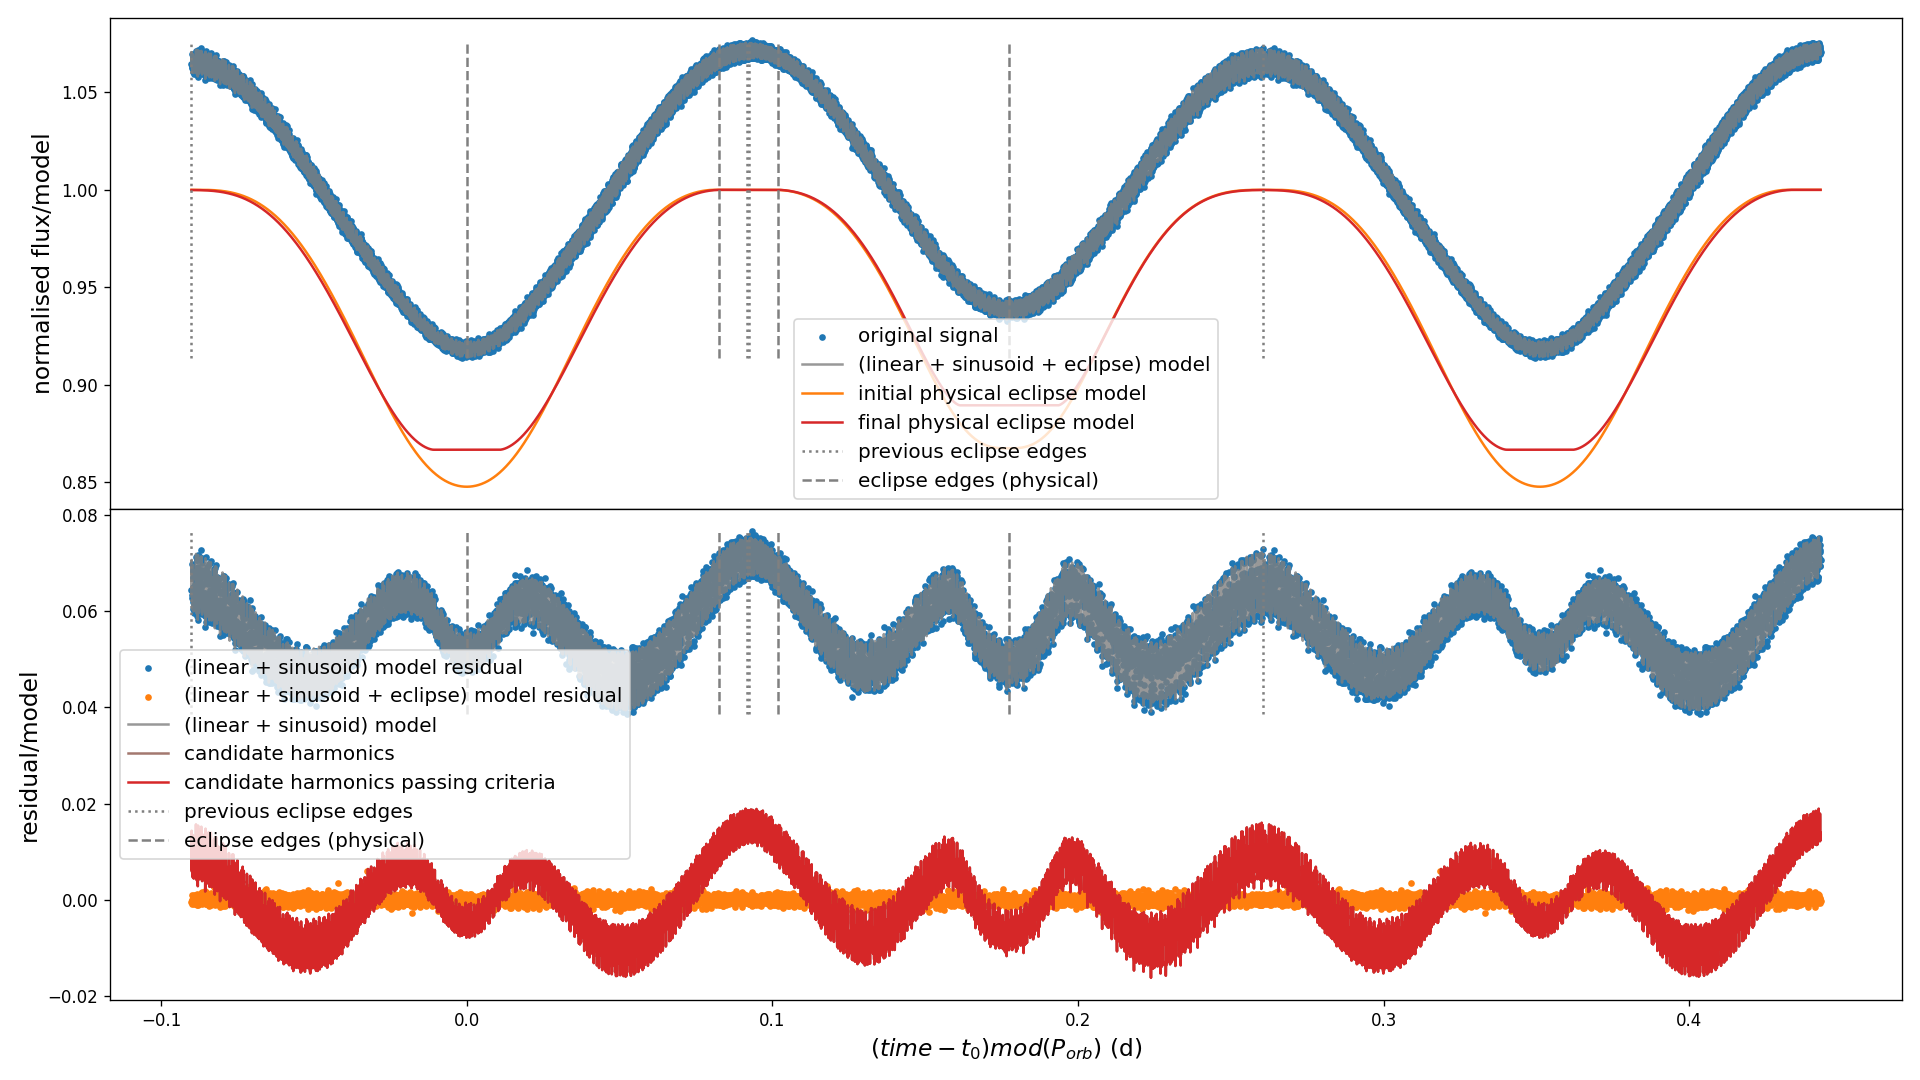 normalised flux/model
1.05
1.00
0.95
0.90
0.85
original signal
(linear + sinusoid + eclipse) model
initial physical eclipse model
final physical eclipse model
previous eclipse edges
eclipse edges (physical)
residual/model
0.08
0.06
0.04
0.02
0.00
−0.02
(linear + sinusoid) model residual
(linear + sinusoid + eclipse) model residual
(linear + sinusoid) model
candidate harmonics
candidate harmonics passing criteria
previous eclipse edges
eclipse edges (physical)
−0.1 0.0 0.1 0.2 0.3 0.4
(time − t₀)mod(Pₒᵣb) (d)